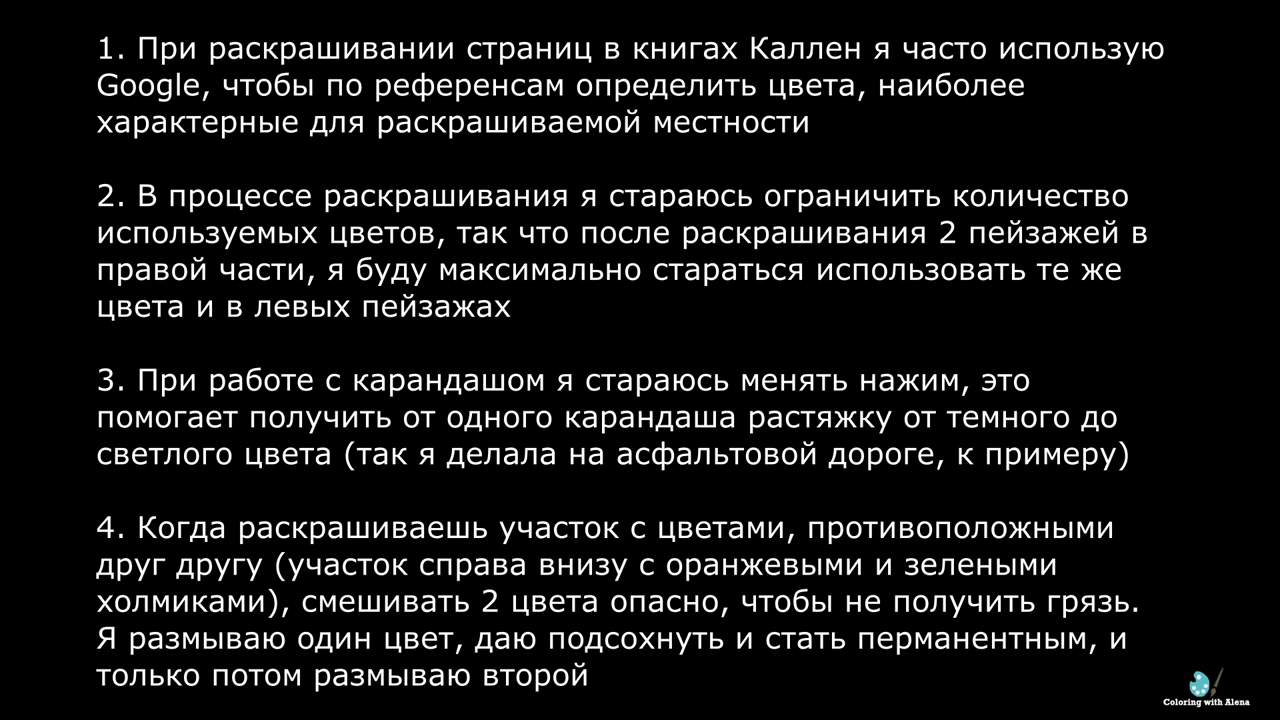 1. При раскрашивании страниц в книгах Каллен я часто использую
Google, чтобы по референсам определить цвета, наиболее
характерные для раскрашиваемой местности
2. В процессе раскрашивания я стараюсь ограничить количество
используемых цветов, так что после раскрашивания 2 пейзажей в
правой части, я буду максимально стараться использовать те же
цвета и в левых пейзажах
3. При работе с карандашом я стараюсь менять нажим, это
помогает получить от одного карандаша растяжку от темного до
светлого цвета (так я делала на асфальтовой дороге, к примеру)
4. Когда раскрашиваешь участок с цветами, противоположными
друг другу (участок справа внизу с оранжевыми и зелеными
холмиками), смешивать 2 цвета опасно, чтобы не получить грязь.
Я размываю один цвет, даю подсохнуть и стать перманентным, и
только потом размываю второй
Coloring with Alena